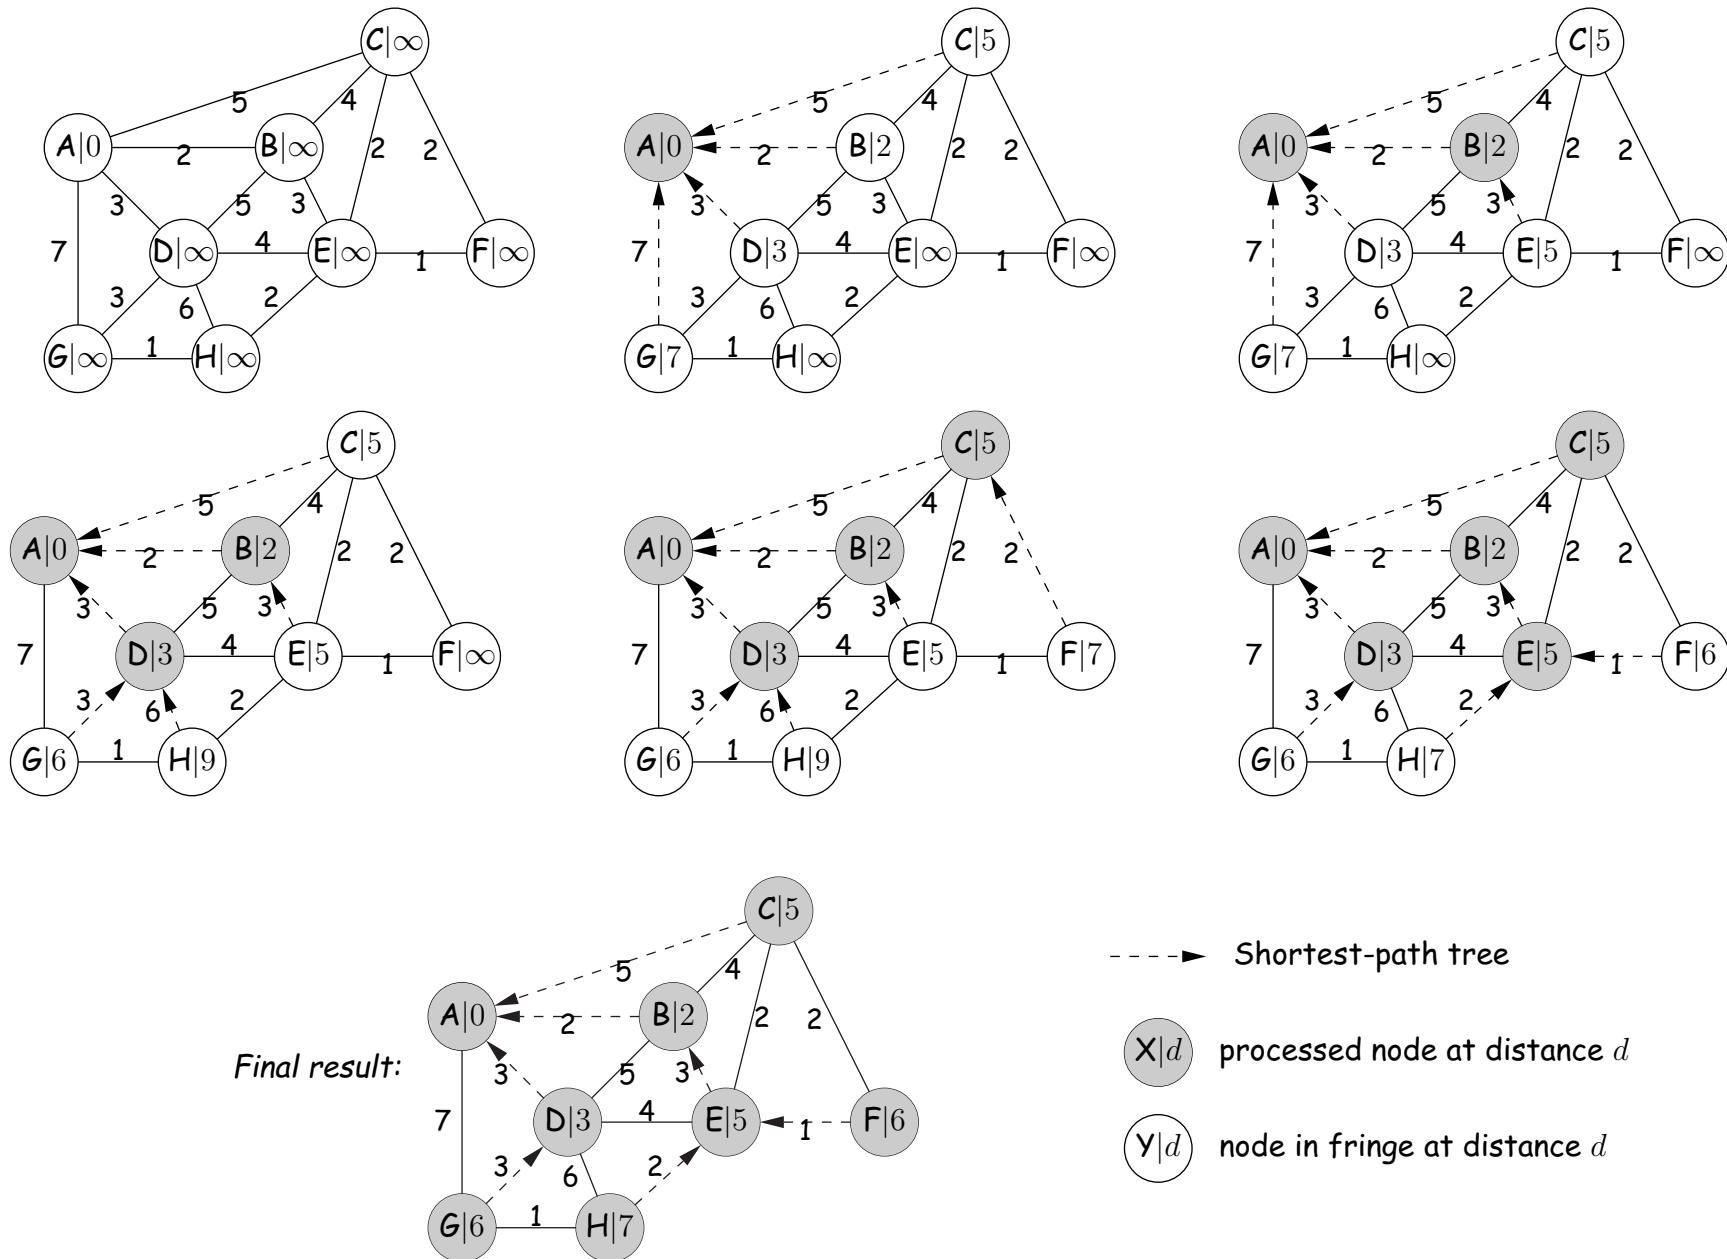 C|∞
5
4
A|0
2
B|∞
2
2
3
5
3
7
D|∞
4
E|∞
1
F|∞
3
6
2
G|∞
1
H|∞
C|5
5
4
A|0
2
B|2
2
2
3
5
3
7
D|3
4
E|∞
1
F|∞
3
6
2
G|7
1
H|∞
C|5
5
4
A|0
2
B|2
2
2
3
5
3
7
D|3
4
E|5
1
F|∞
3
6
2
G|7
1
H|∞
C|5
5
4
A|0
2
B|2
2
2
3
5
3
7
D|3
4
E|5
1
F|∞
3
6
2
G|6
1
H|9
C|5
5
4
A|0
2
B|2
2
2
3
5
3
7
D|3
4
E|5
1
F|7
3
6
2
G|6
1
H|9
C|5
5
4
A|0
2
B|2
2
2
3
5
3
7
D|3
4
E|5
1
F|6
3
6
2
G|6
1
H|7
Final result:
C|5
5
4
A|0
2
B|2
2
2
3
5
3
7
D|3
4
E|5
1
F|6
3
6
2
G|6
1
H|7
Shortest-path tree
X|d processed node at distance d
Y|d node in fringe at distance d